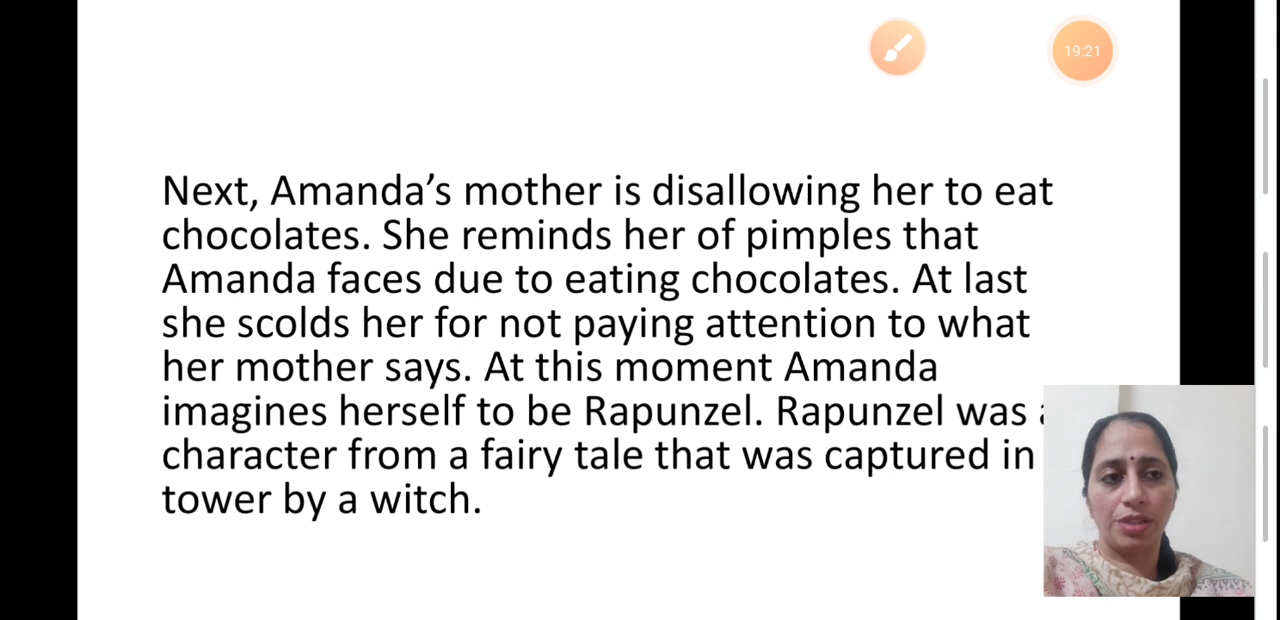 19:21
Next, Amanda's mother is disallowing her to eat
chocolates. She reminds her of pimples that
Amanda faces due to eating chocolates. At last
she scolds her for not paying attention to what
her mother says. At this moment Amanda
imagines herself to be Rapunzel. Rapunzel was
character from a fairy tale that was captured in
tower by a witch.